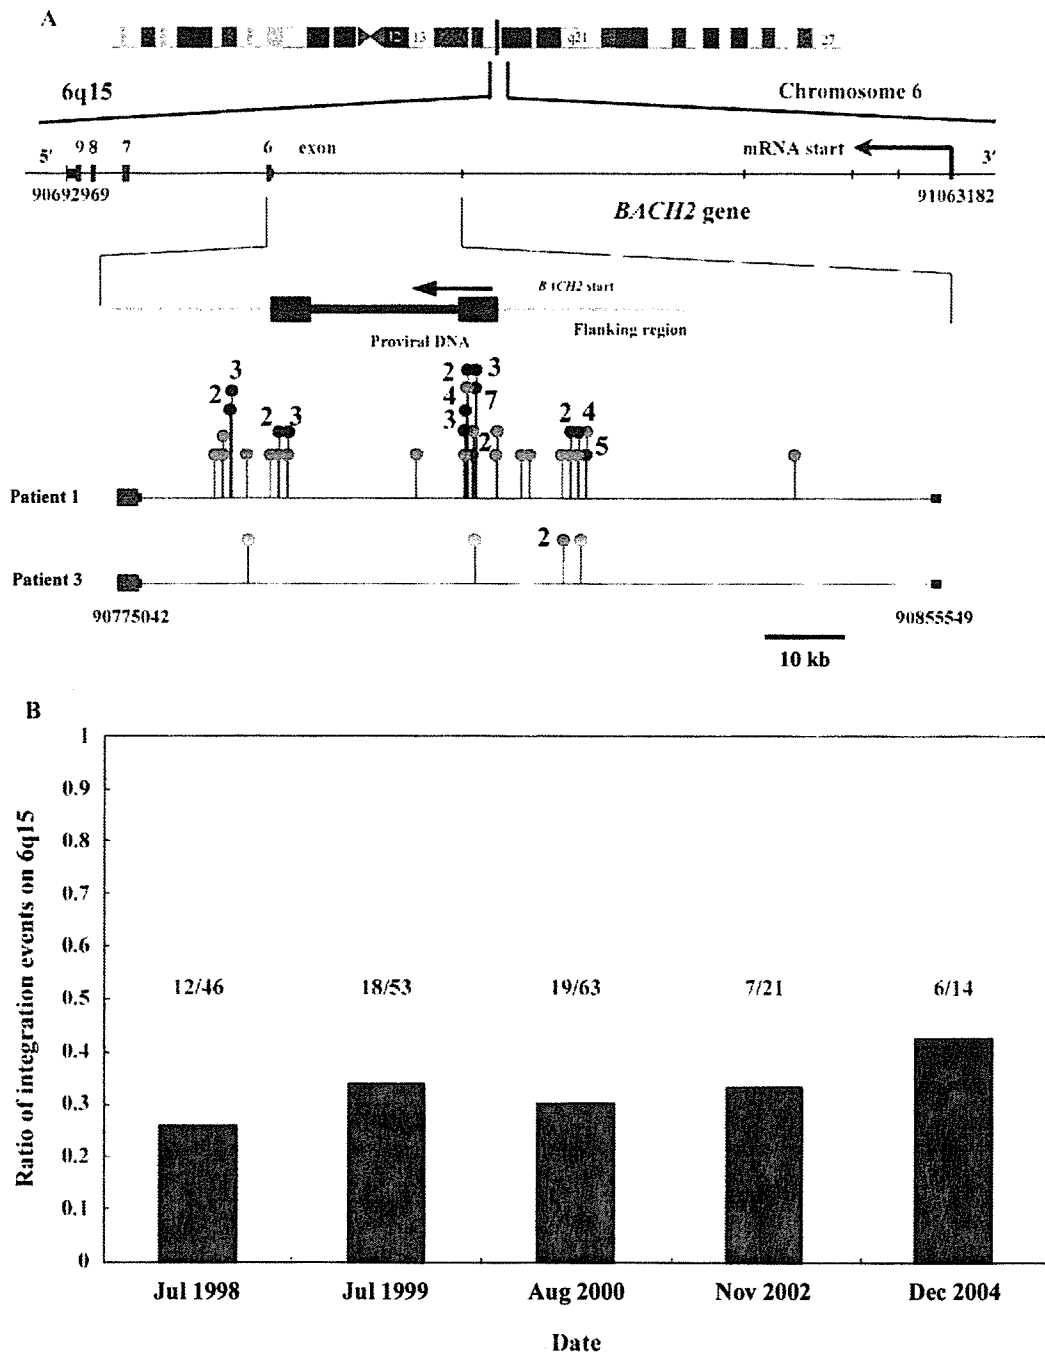 A
12 13 q21 27
6q15 Chromosome 6
5' 9 8 7 6 exon mRNA start 3'
90692969 BACH2 gene 91063182
BACH2 start
Proviral DNA Flanking region
3 2 3
2 4 7
2 3 3 2 2 4 5
Patient 1
2
Patient 3
90775042 90855549
10 kb
B
Ratio of integration events on 6q15
1
0.9
0.8
0.7
0.6
0.5 12/46 18/53 19/63 7/21 6/14
0.4
0.3
0.2
0.1
0
Jul 1998 Jul 1999 Aug 2000 Nov 2002 Dec 2004
Date